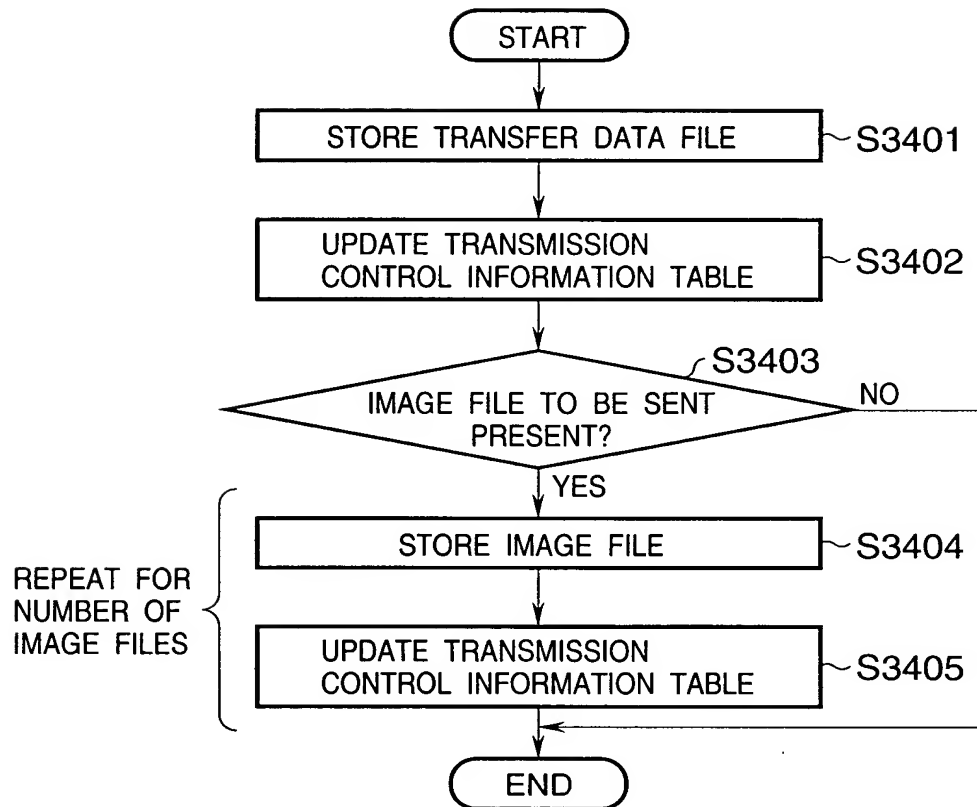 START
STORE TRANSFER DATA FILE
S3401
UPDATE TRANSMISSION
CONTROL INFORMATION TABLE
S3402
S3403
IMAGE FILE TO BE SENT
PRESENT?
NO
YES
STORE IMAGE FILE
S3404
REPEAT FOR
NUMBER OF
IMAGE FILES
UPDATE TRANSMISSION
CONTROL INFORMATION TABLE
S3405
END